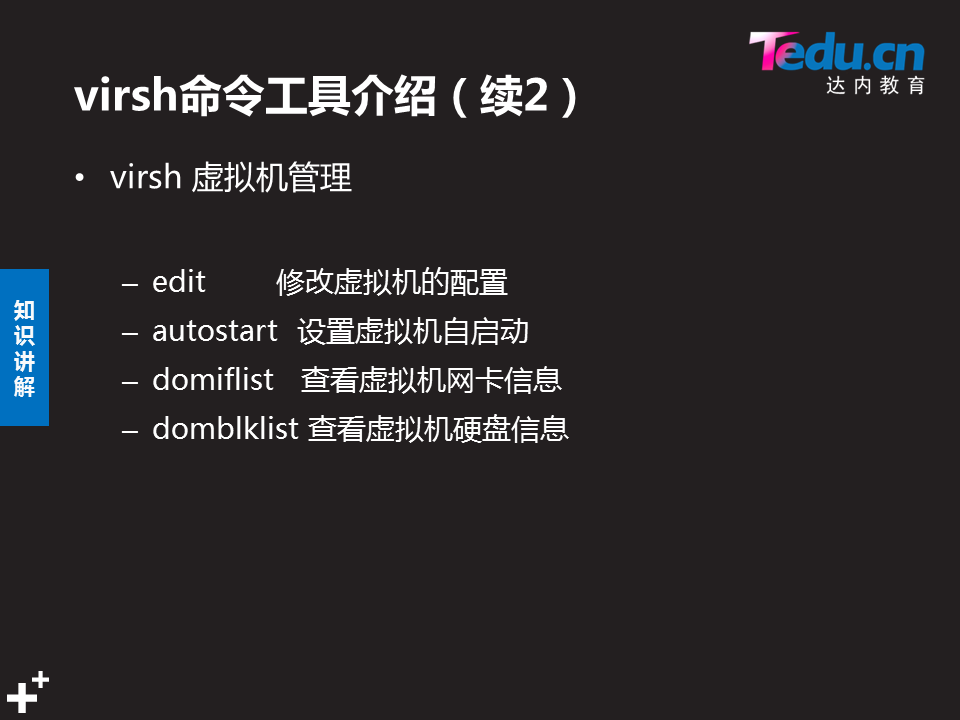 Tedu.cn
达内教育
virsh命令工具介绍（续2）
• virsh 虚拟机管理
– edit 修改虚拟机的配置
– autostart 设置虚拟机自启动
– domiflist 查看虚拟机网卡信息
– domblklist 查看虚拟机硬盘信息
知
识
讲
解